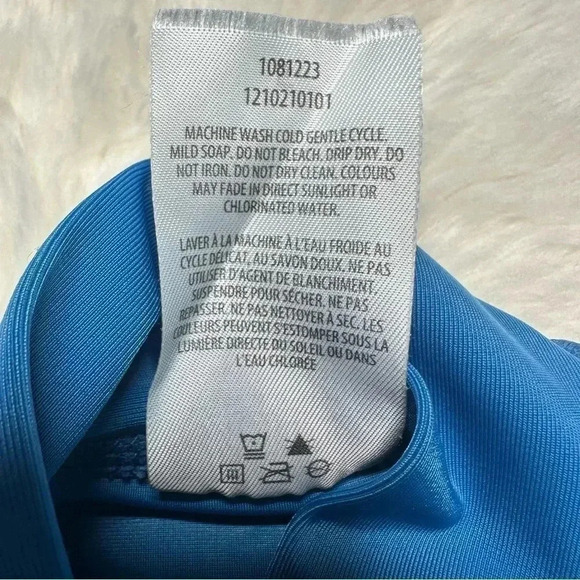 1081223
1210210101
MACHINE WASH COLD GENTLE CYCLE.
MILD SOAP. DO NOT BLEACH. DRIP DRY. DO
NOT IRON. DO NOT DRY CLEAN. COLOURS
MAY FADE IN DIRECT SUNLIGHT OR
CHLORINATED WATER.
LAVER À LA MACHINE À L'EAU FROIDE AU
CYCLE DÉLICAT, AU SAVON DOUX. NE PAS
UTILISER D'AGENT DE BLANCHIMENT.
SUSPENDRE POUR SÉCHER. NE PAS
REPASSER. NE PAS NETTOYER À SEC. LES
COULEURS PEUVENT S'ESTOMPER SOUS LA
LUMIÈRE DIRECTE DU SOLEIL OU DANS
L'EAU CHLORÉE